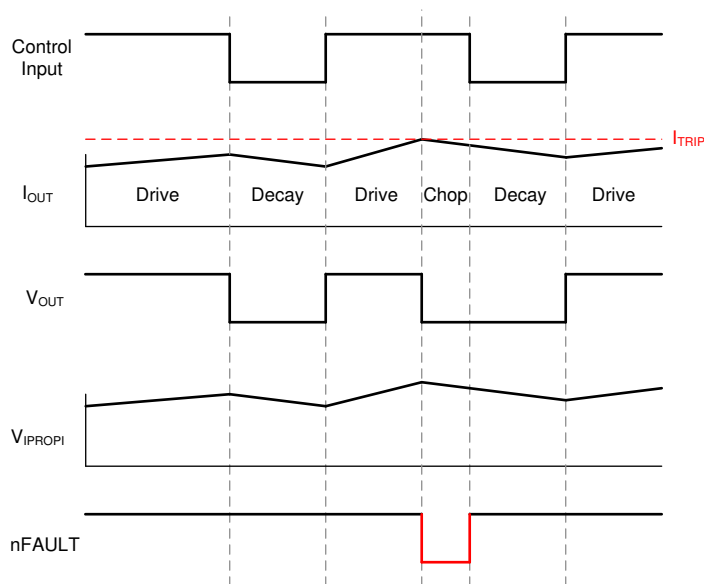 Control
Input
I_TRIP
I_OUT
Drive Decay Drive Chop Decay Drive
V_OUT
V_IPROPI
nFAULT